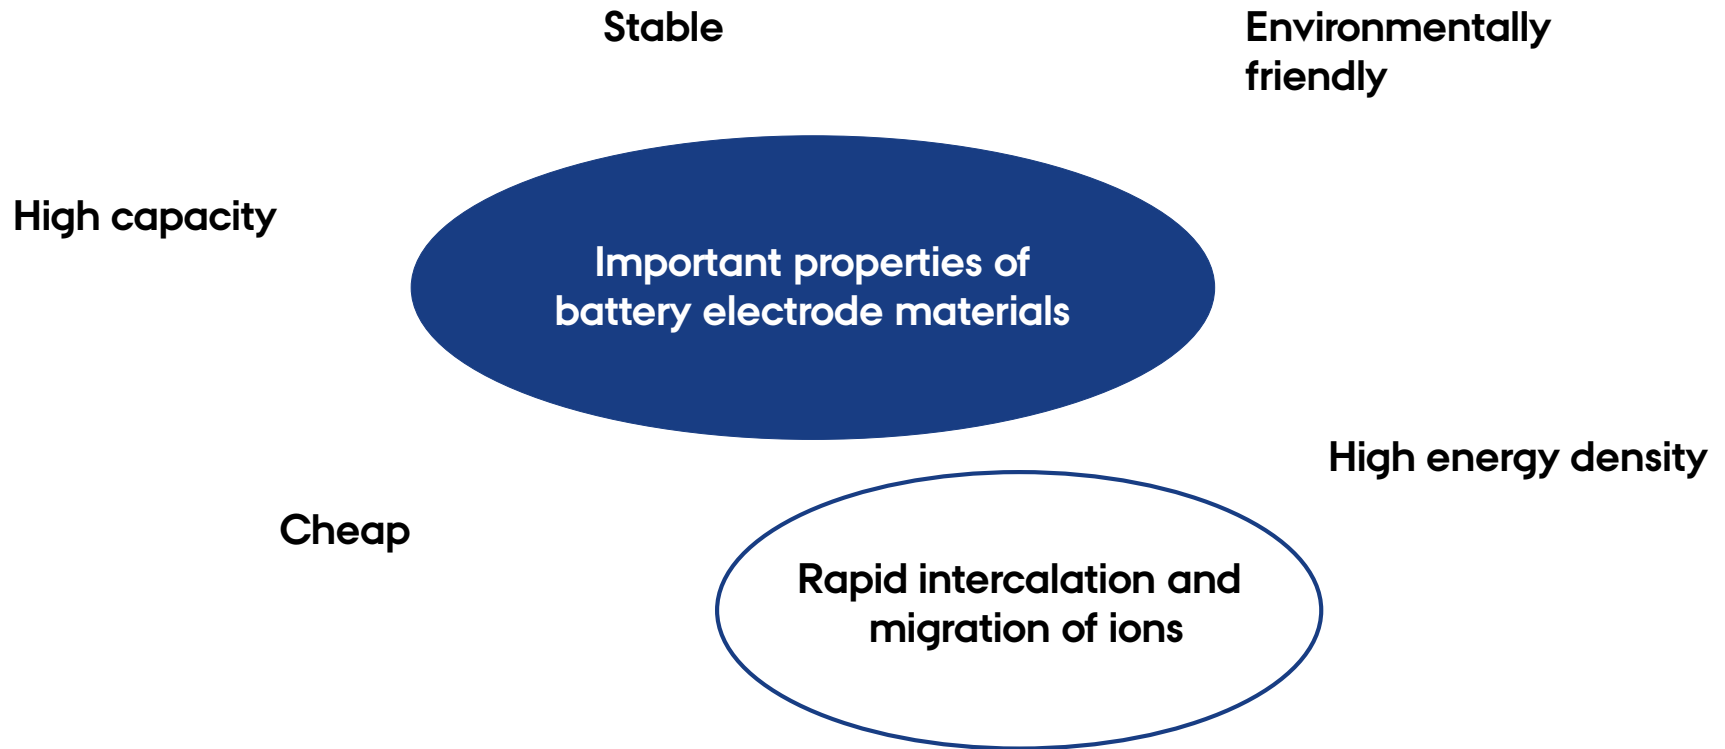 Stable
Environmentally
friendly
High capacity
Important properties of
battery electrode materials
High energy density
Cheap
Rapid intercalation and
migration of ions